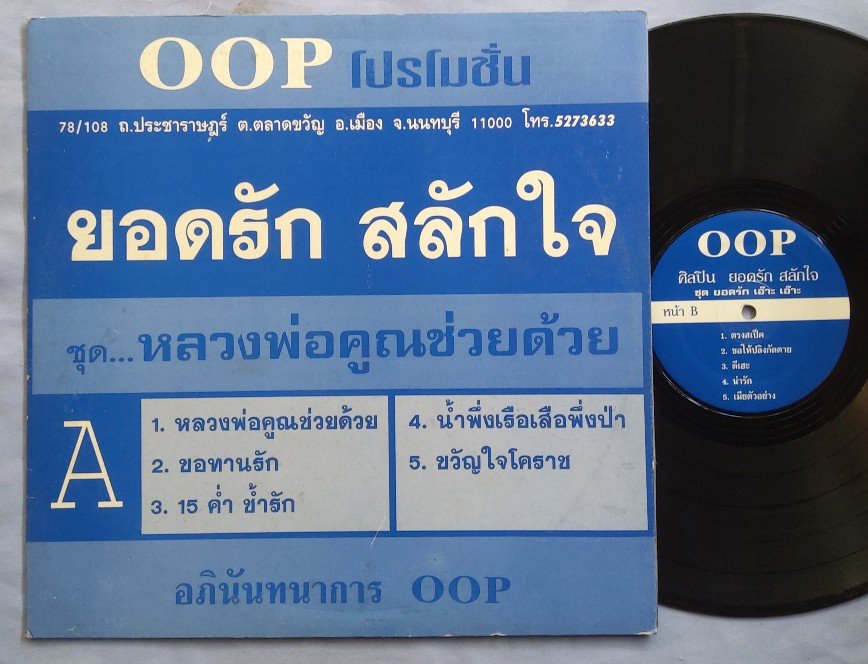 OOP โปรโมชั่น
78/108 ถ.ประชาราษฎร์ ต.ตลาดขวัญ อ.เมือง จ.นนทบุรี 11000 โทร.5273633
ยอดรัก สลักใจ
ชุด...หลวงพ่อคูณช่วยด้วย
A
1. หลวงพ่อคูณช่วยด้วย
2. ขอทานรัก
3. 15 ค่ำ ช้ำรัก
4. น้ำพึ่งเรือเสือพึ่งป่า
5. ขวัญใจโคราช
อภินันทนาการ OOP
OOP
ศิลปิน ยอดรัก สลักใจ
ชุด ยอดรัก เอ๊าะ เอ๊าะ
หน้า B
1. ตรงสเป็ค
2. ขอให้ปลิงกัดตาย
3. ดีเฮะ
4. น่ารัก
5. เมียตัวอย่าง